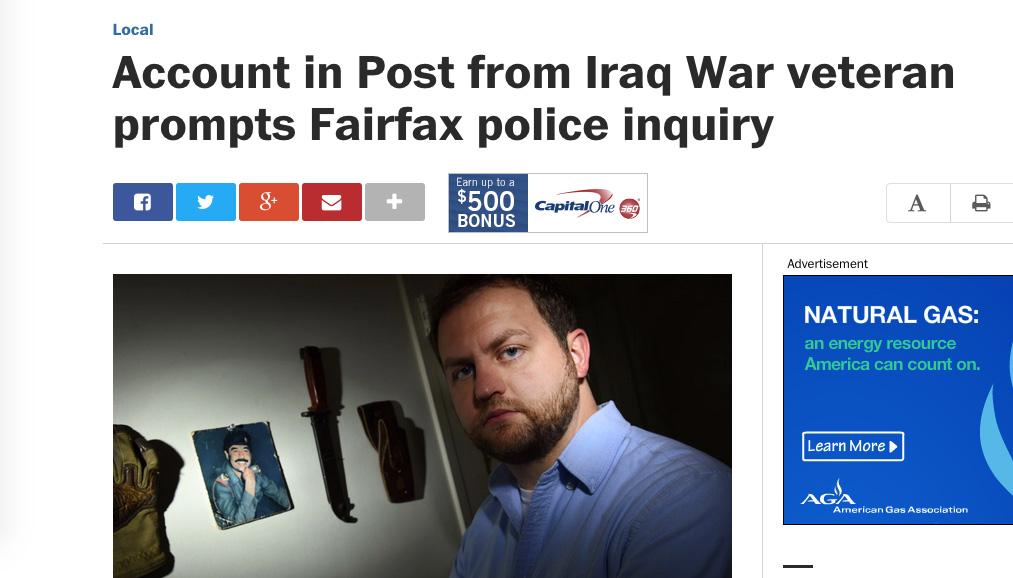 Local
Account in Post from Iraq War veteran
prompts Fairfax police inquiry
Earn up to a
$500
BONUS
Capital One 360
g+
A
Advertisement
NATURAL GAS:
an energy resource
America can count on.
Learn More
AGA
American Gas Association